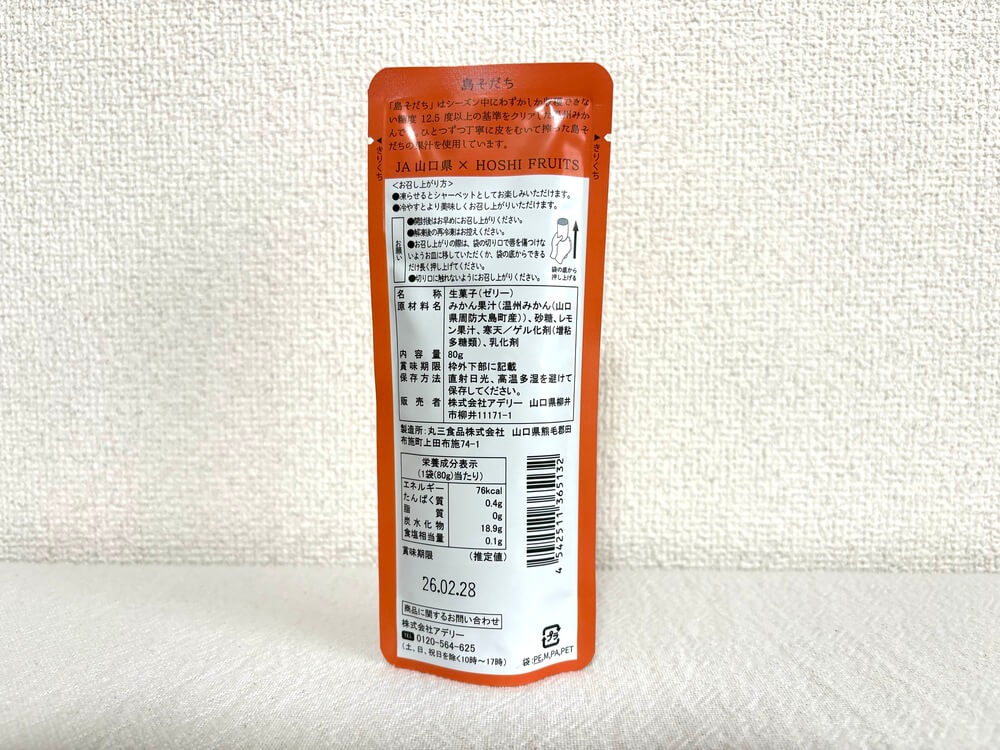 島そだち
「島そだち」はシーズン中にわずかしか収穫できな
い糖度 12.5 度以上の基準をクリアした
ひとつずつ丁寧に皮をむいて搾った島そ
だちの果汁を使用しています。
JA 山口県 × HOSHI FRUITS
◀きりくち
▶きりくち
<お召し上がり方>
●凍らせるとシャーベットとしてお楽しみいただけます。
●冷やすとより美味しくお召し上がりいただけます。
お願い
●開封後はお早めにお召し上がりください。
●解凍後の再冷凍はお控えください。
●お召し上がりの際は、袋の切り口で唇を傷つけな
いようお皿に移していただくか、袋の底からできる
だけ長く押し上げてください。
●切り口に触れないようにお召し上がりください。
袋の底から
押し上げる
名称 生菓子(ゼリー)
原材料名 みかん果汁(温州みかん(山口
県周防大島町産))、砂糖、レモ
ン果汁、寒天/ゲル化剤(増粘
多糖類)、乳化剤
内容量 80g
賞味期限 枠外下部に記載
保存方法 直射日光、高温多湿を避けて
保存してください。
販売者 株式会社アデリー 山口県柳井
市柳井11171-1
製造所:丸三食品株式会社 山口県熊毛郡田
布施町上田布施74-1
栄養成分表示
(1袋(80g)当たり)
エネルギー 76kcal
たんぱく質 0.4g
脂質 0g
炭水化物 18.9g
食塩相当量 0.1g
(推定値)
賞味期限
26.02.28
4 542511 365132
商品に関するお問い合わせ
株式会社アデリー
TEL 0120-564-625
(土、日、祝日を除く10時~17時)
プラ
袋:PE,M,PA,PET